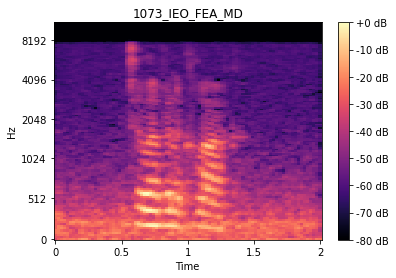 1073_IEO_FEA_MD
8192
4096
2048
1024
512
0
Hz
0
0.5
1
1.5
2
Time
+0 dB
-10 dB
-20 dB
-30 dB
-40 dB
-50 dB
-60 dB
-70 dB
-80 dB